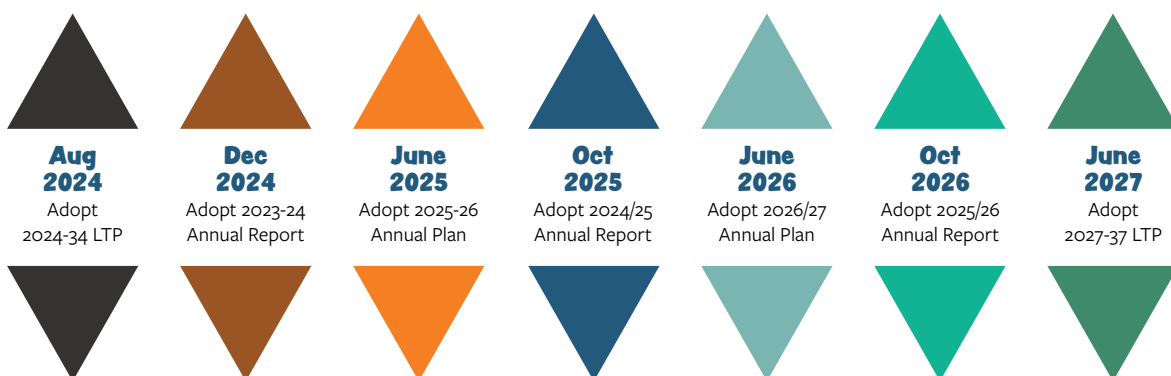 Aug
2024
Adopt
2024-34 LTP
Dec
2024
Adopt 2023-24
Annual Report
June
2025
Adopt 2025-26
Annual Plan
Oct
2025
Adopt 2024/25
Annual Report
June
2026
Adopt 2026/27
Annual Plan
Oct
2026
Adopt 2025/26
Annual Report
June
2027
Adopt
2027-37 LTP